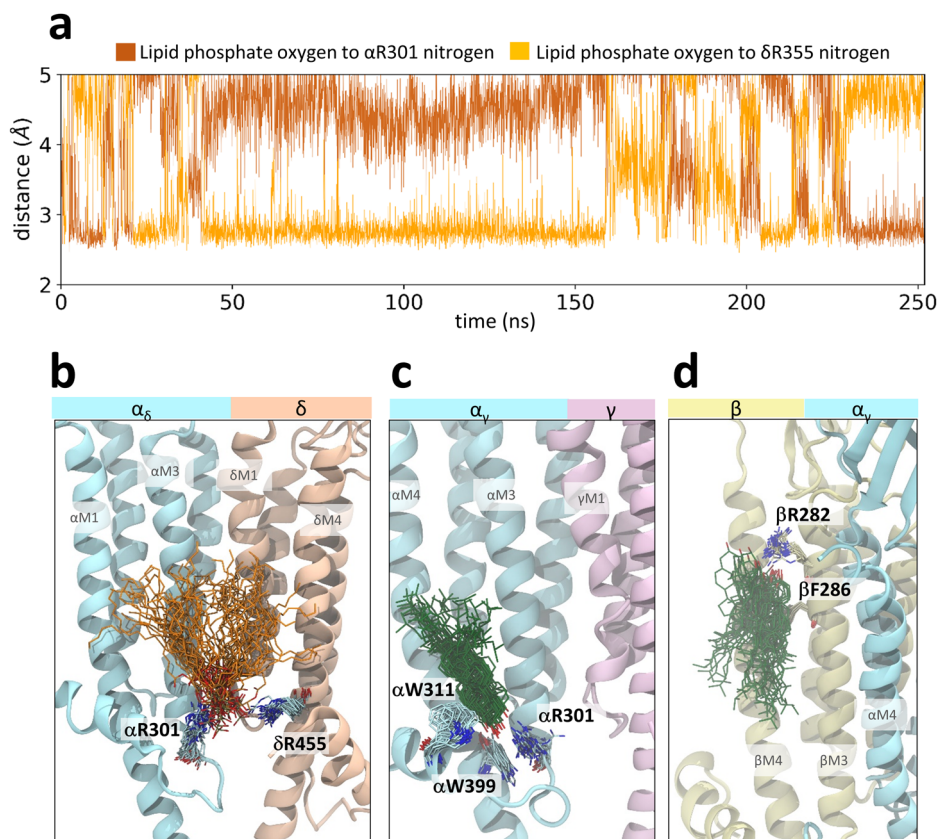 a
Lipid phosphate oxygen to αR301 nitrogen Lipid phosphate oxygen to δR355 nitrogen
5
4
3
2
distance (Å)
0 50 100 150 200 250
time (ns)
b c d
αδ δ αγ γ β αγ
αM3 δM1
αM1 δM4
αR301 δR455
αM4 αM3 γM1
αW311 αR301
αW399
βR282
βF286
αM4
βM4 βM3